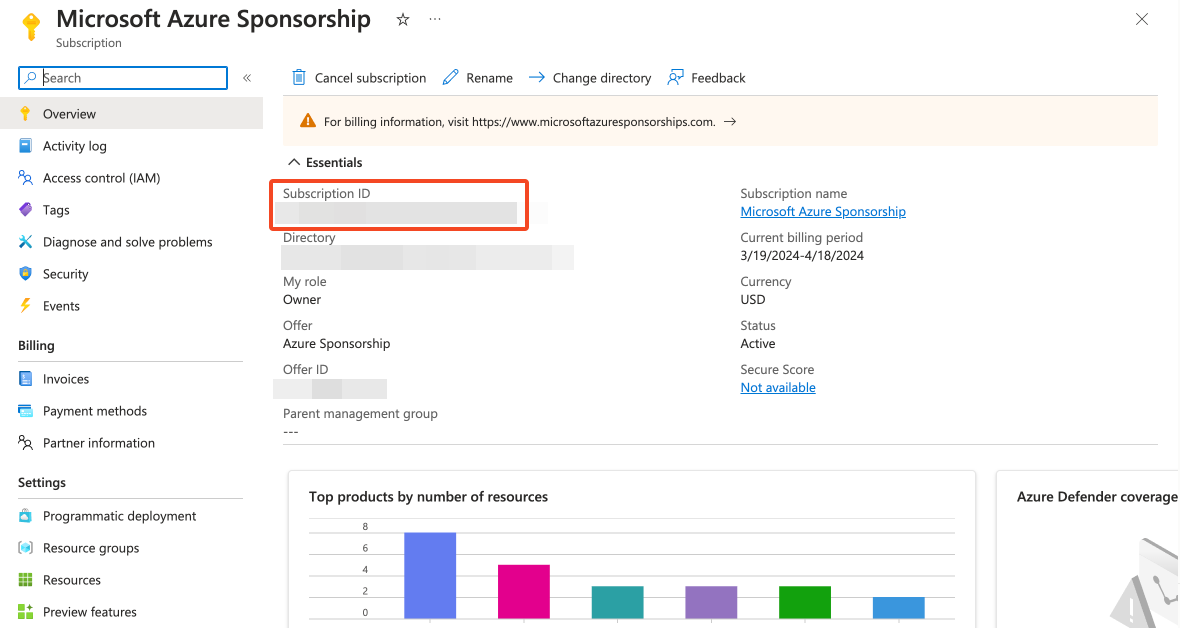 Microsoft Azure Sponsorship
Subscription
Search
Overview
Activity log
Access control (IAM)
Tags
Diagnose and solve problems
Security
Events
Billing
Invoices
Payment methods
Partner information
Settings
Programmatic deployment
Resource groups
Resources
Preview features
Cancel subscription
Rename
Change directory
Feedback
For billing information, visit https://www.microsoftazuresponsorships.com.
Essentials
Subscription ID
Directory
My role
Owner
Offer
Azure Sponsorship
Offer ID
Parent management group
---
Subscription name
Microsoft Azure Sponsorship
Current billing period
3/19/2024-4/18/2024
Currency
USD
Status
Active
Secure Score
Not available
Top products by number of resources
8
6
4
2
0
Azure Defender coverage